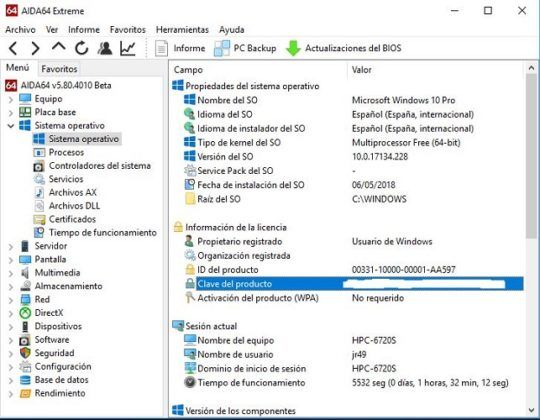 64 AIDA64 Extreme
Archivo Ver Informe Favoritos Herramientas Ayuda
Informe PC Backup Actualizaciones del BIOS
Menú Favoritos
Campo Valor
64 AIDA64 v5.80.4010 Beta
Equipo
Placa base
Sistema operativo
Sistema operativo
Procesos
Controladores del sistema
Servicios
Archivos AX
Archivos DLL
Certificados
Tiempo de funcionamiento
Servidor
Pantalla
Multimedia
Almacenamiento
Red
DirectX
Dispositivos
Software
Seguridad
Configuración
Base de datos
Rendimiento
Propiedades del sistema operativo
Nombre del SO Microsoft Windows 10 Pro
Idioma del SO Español (España, internacional)
Idioma de instalador del SO Español (España, internacional)
Tipo de kernel del SO Multiprocessor Free (64-bit)
Versión del SO 10.0.17134.228
Service Pack del SO -
Fecha de instalación del SO 06/05/2018
Raíz del SO C:\WINDOWS
Información de la licencia
Propietario registrado Usuario de Windows
Organización registrada
ID del producto 00331-10000-00001-AA597
Clave del producto
Activación del producto (WPA) No requerido
Sesión actual
Nombre del equipo HPC-6720S
Nombre de usuario jr49
Dominio de inicio de sesión HPC-6720S
Tiempo de funcionamiento 5532 seg (0 días, 1 horas, 32 min, 12 seg)
Versión de los componentes